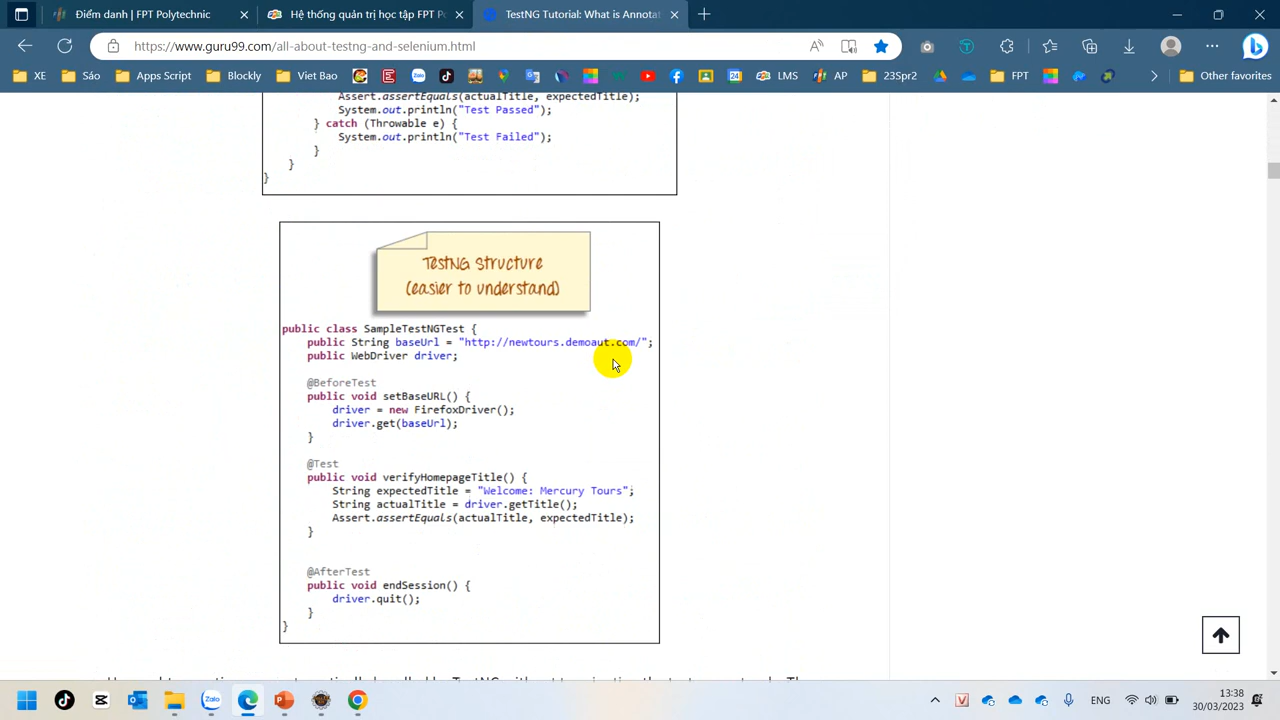 Điểm danh | FPT Polytechnic
Hệ thống quản trị học tập FPT Po
TestNG Tutorial: What is Annotat
https://www.guru99.com/all-about-testng-and-selenium.html
XE
Sáo
Apps Script
Blockly
Viet Bao
LMS
AP
23Spr2
FPT
Other favorites
Assert.assertEquals(actualTitle, expectedTitle);
System.out.println("Test Passed");
} catch (Throwable e) {
System.out.println("Test Failed");
}
}
}
TestNG Structure
(easier to understand)
public class SampleTestNGTest {
public String baseUrl = "http://newtours.demoaut.com/";
public WebDriver driver;
@BeforeTest
public void setBaseURL() {
driver = new FirefoxDriver();
driver.get(baseUrl);
}
@Test
public void verifyHomepageTitle() {
String expectedTitle = "Welcome: Mercury Tours";
String actualTitle = driver.getTitle();
Assert.assertEquals(actualTitle, expectedTitle);
}
@AfterTest
public void endSession() {
driver.quit();
}
}
ENG
13:38
30/03/2023